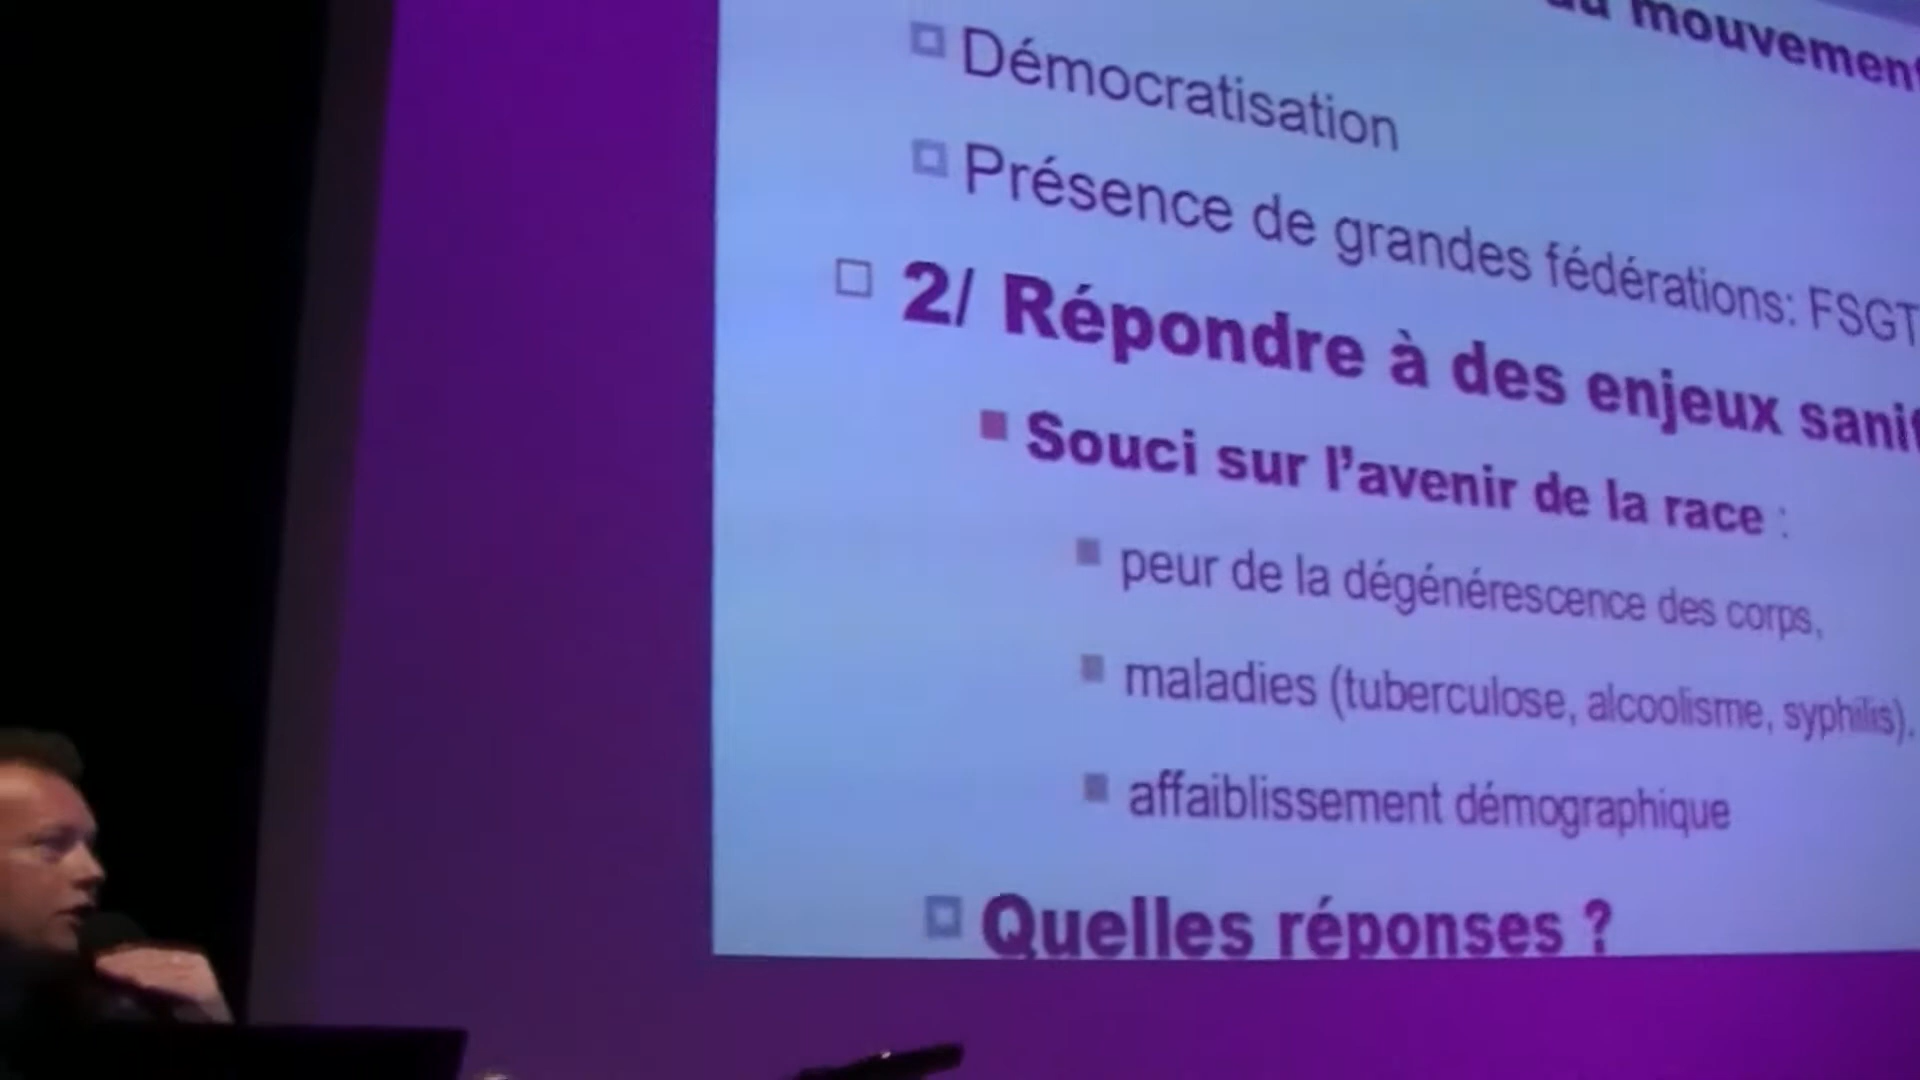 du mouvement
Démocratisation
Présence de grandes fédérations: FSGT
2/ Répondre à des enjeux sanit
Souci sur l'avenir de la race :
peur de la dégénérescence des corps,
maladies (tuberculose, alcoolisme, syphilis),
affaiblissement démographique
Quelles réponses ?